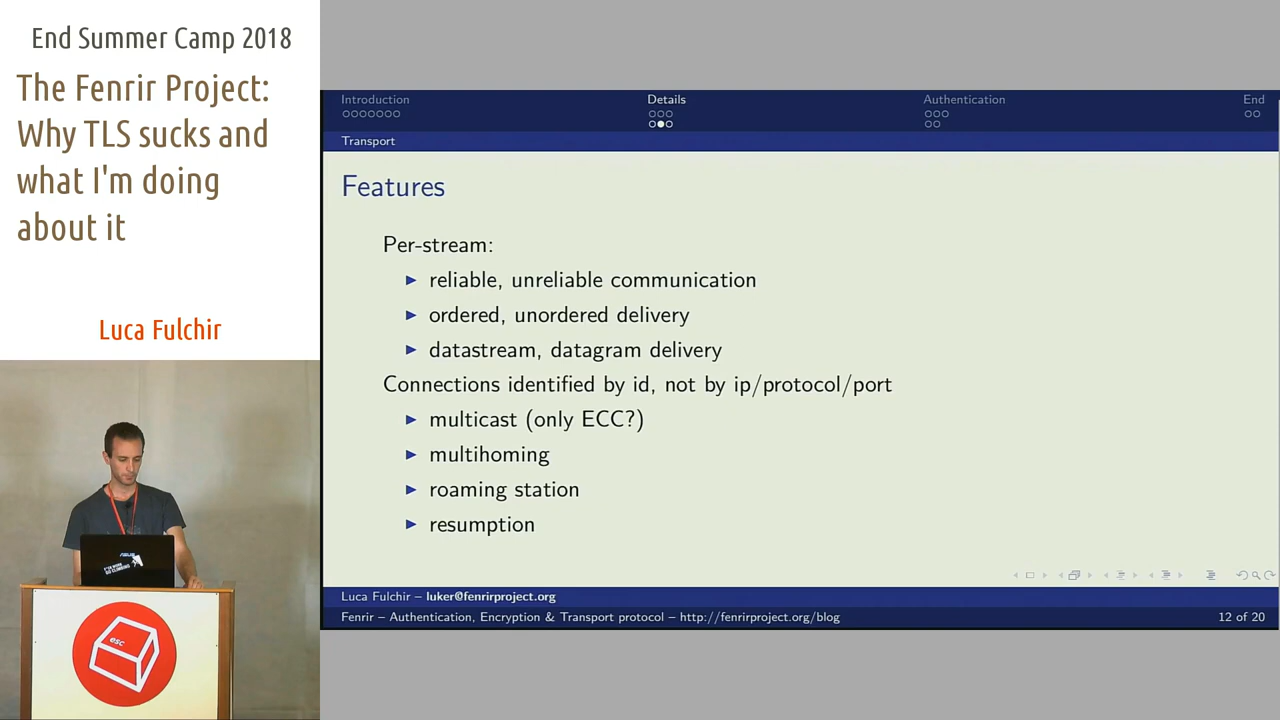 End Summer Camp 2018
The Fenrir Project:
Why TLS sucks and
what I'm doing
about it
Luca Fulchir
Introduction
Details
Authentication
End
Transport
Features
Per-stream:
reliable, unreliable communication
ordered, unordered delivery
datastream, datagram delivery
Connections identified by id, not by ip/protocol/port
multicast (only ECC?)
multihoming
roaming station
resumption
Luca Fulchir – luker@fenrirproject.org
Fenrir – Authentication, Encryption & Transport protocol – http://fenrirproject.org/blog
12 of 20
esc